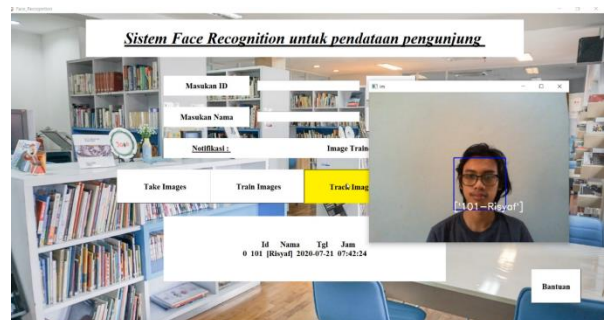 Face_Recognition
Sistem Face Recognition untuk pendataan pengunjung
Masukan ID
Masukan Nama
Notifikasi :
Image Train
Take Images
Train Images
Track Imag
['101-Risyaf']
Id Nama Tgl Jam
0 101 [Risyaf] 2020-07-21 07:42:24
Bantuan